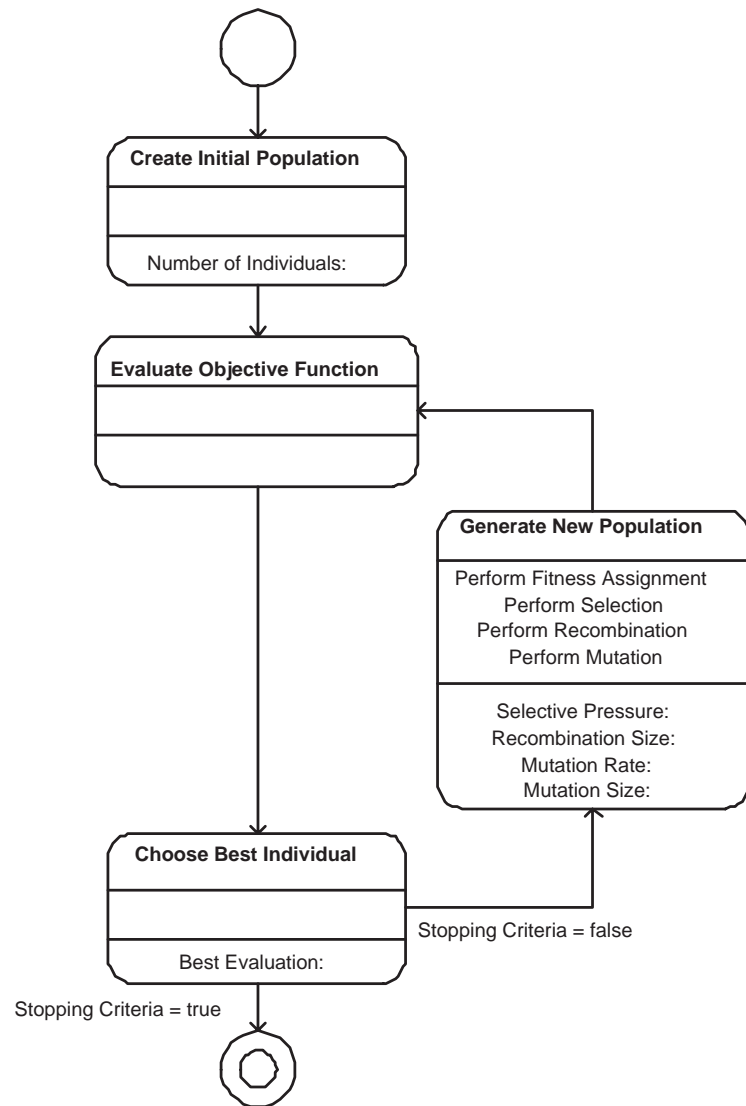 Create Initial Population
Number of Individuals:
Evaluate Objective Function
Generate New Population
Perform Fitness Assignment
Perform Selection
Perform Recombination
Perform Mutation
Selective Pressure:
Recombination Size:
Mutation Rate:
Mutation Size:
Choose Best Individual
Stopping Criteria = false
Best Evaluation:
Stopping Criteria = true